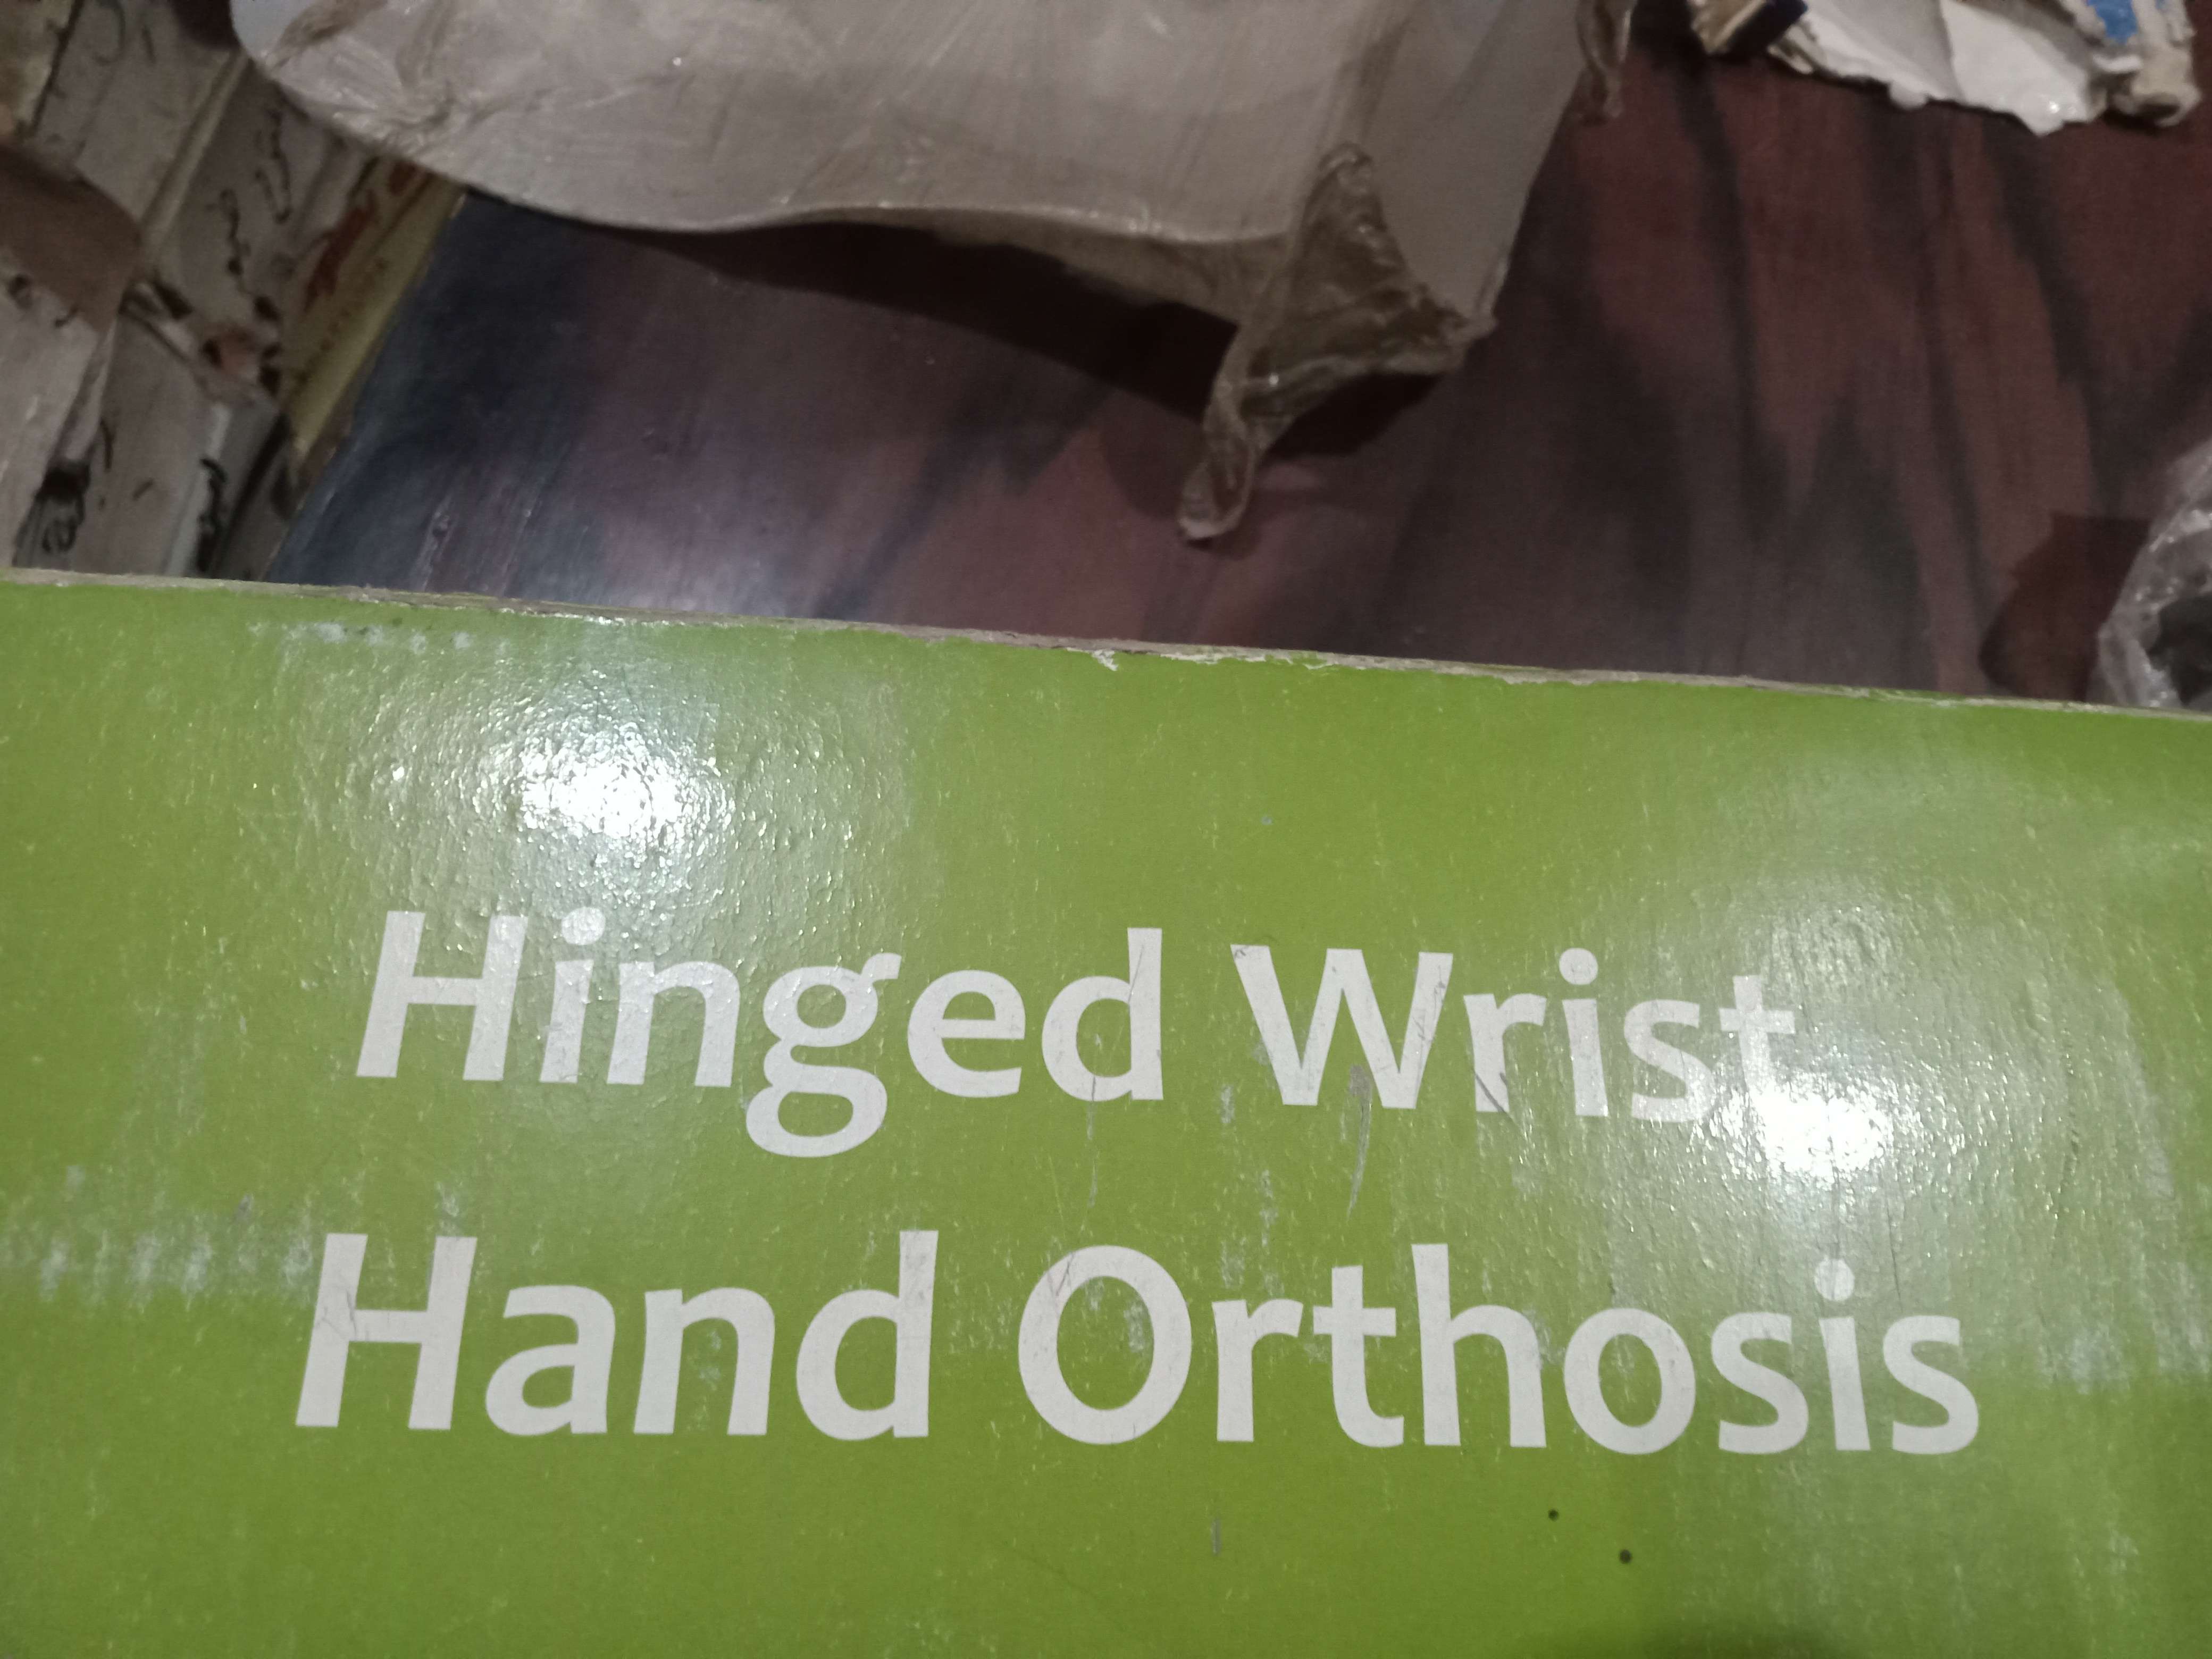 Hinged Wrist
Hand Orthosis